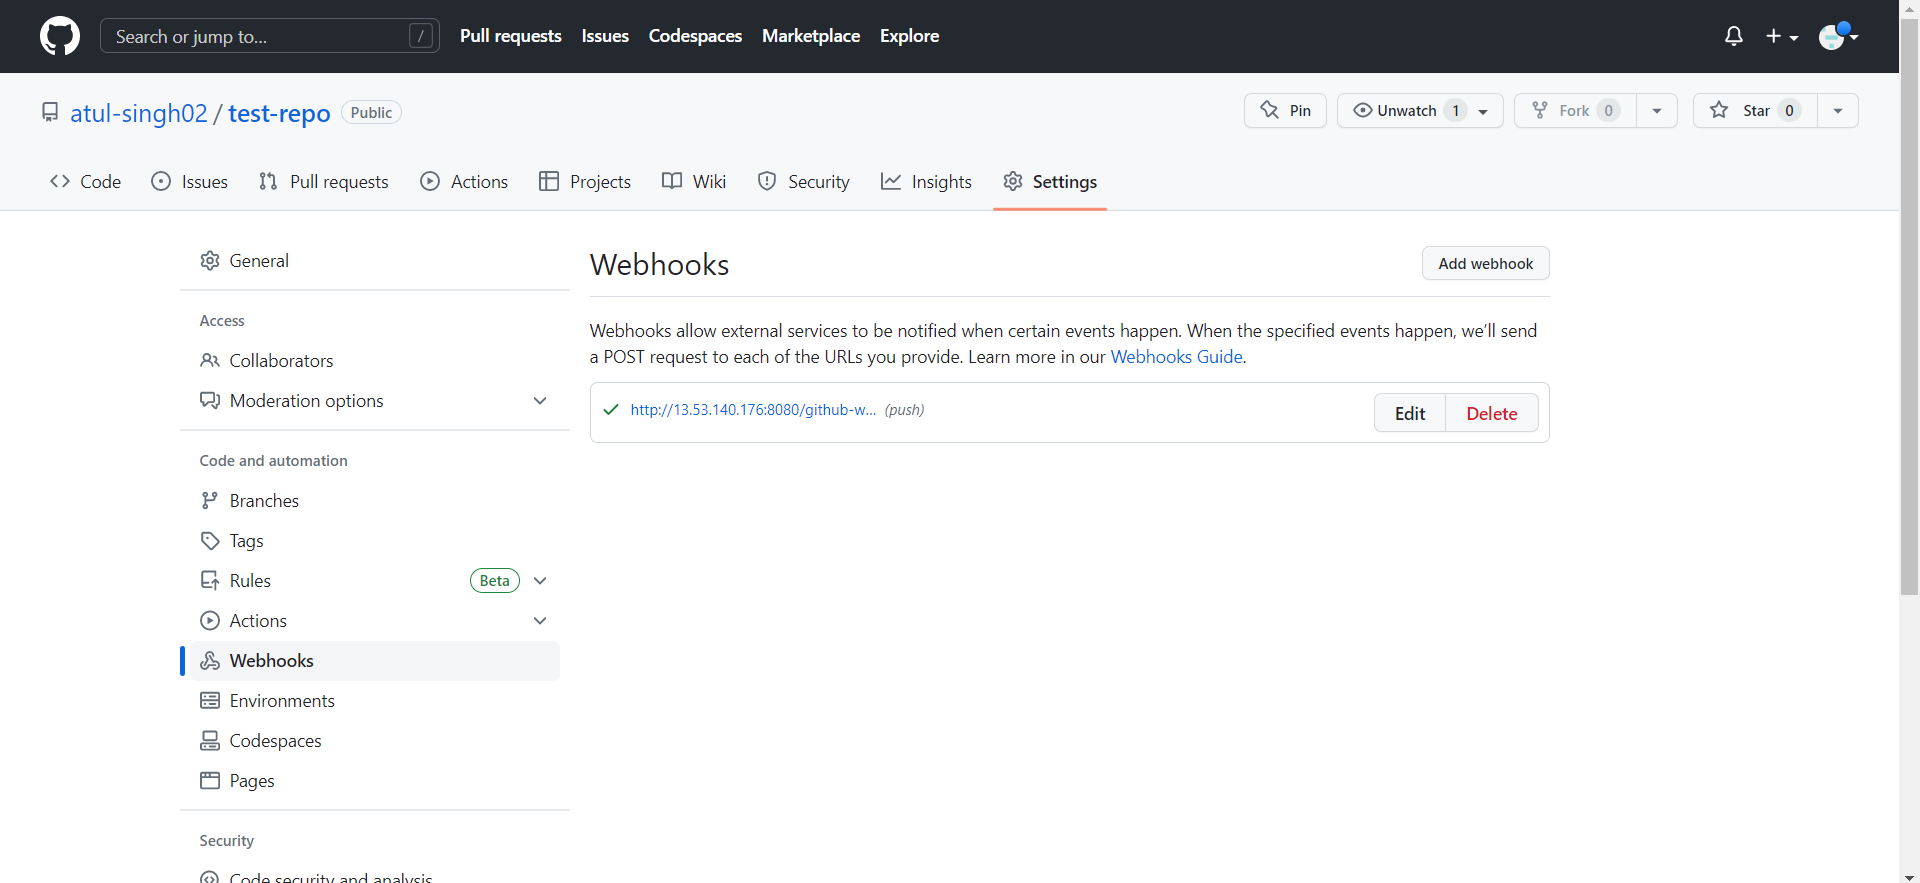 Search or jump to... /
Pull requests Issues Codespaces Marketplace Explore
atul-singh02 / test-repo Public
Pin Unwatch 1 Fork 0 Star 0
Code Issues Pull requests Actions Projects Wiki Security Insights Settings
General
Access
Collaborators
Moderation options
Code and automation
Branches
Tags
Rules Beta
Actions
Webhooks
Environments
Codespaces
Pages
Security
Code security and analysis
Webhooks
Add webhook
Webhooks allow external services to be notified when certain events happen. When the specified events happen, we’ll send
a POST request to each of the URLs you provide. Learn more in our Webhooks Guide.
http://13.53.140.176:8080/github-w... (push)
Edit Delete